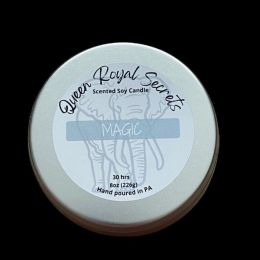 Queen Royal Secrets
Scented Soy Candle
MAGIC
30 hrs
8oz (226g)
Hand poured in PA